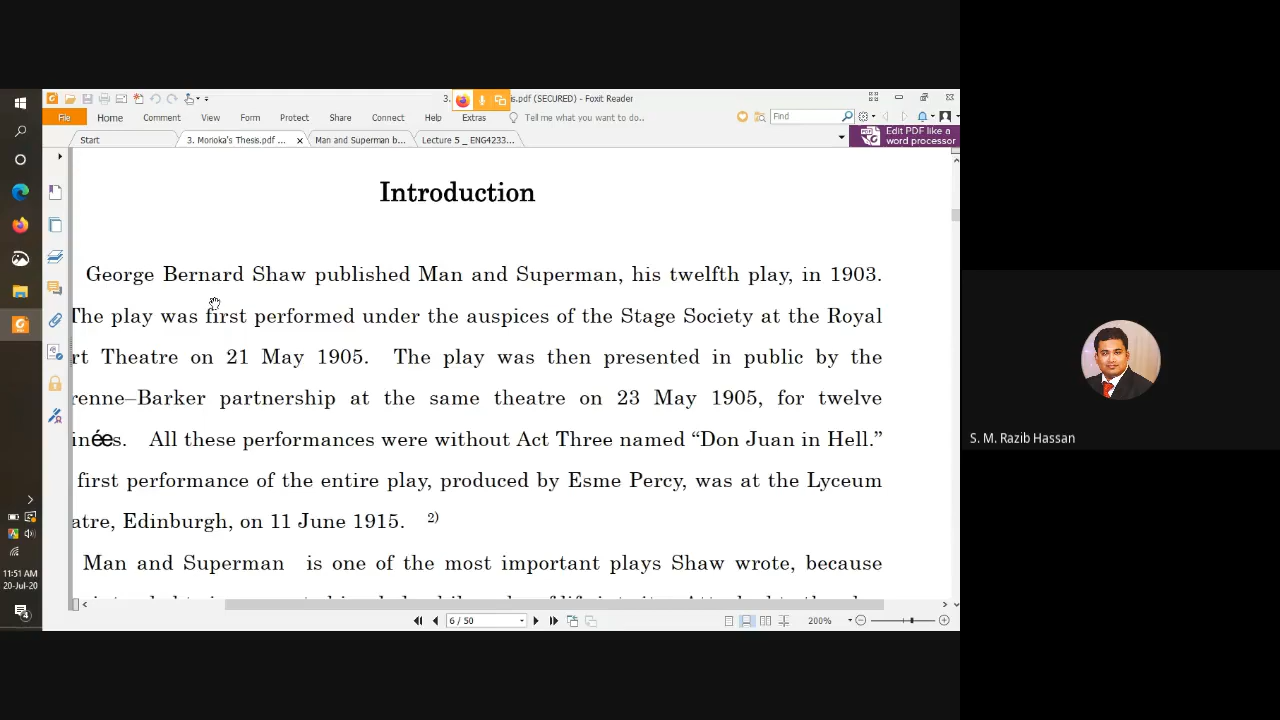 3. is.pdf (SECURED) - Foxit Reader
File Home Comment View Form Protect Share Connect Help Extras Tell me what you want to do.. Find
Edit PDF like a
word processor
Start 3. Morioka's Thesis.pdf ... Man and Superman b... Lecture 5 _ ENG4233...
Introduction
George Bernard Shaw published Man and Superman, his twelfth play, in 1903.
The play was first performed under the auspices of the Stage Society at the Royal
rt Theatre on 21 May 1905. The play was then presented in public by the
renne–Barker partnership at the same theatre on 23 May 1905, for twelve
inées. All these performances were without Act Three named “Don Juan in Hell.”
first performance of the entire play, produced by Esme Percy, was at the Lyceum
atre, Edinburgh, on 11 June 1915. 2)
Man and Superman is one of the most important plays Shaw wrote, because
6 / 50
200%
11:51 AM
20-Jul-20
4
S. M. Razib Hassan